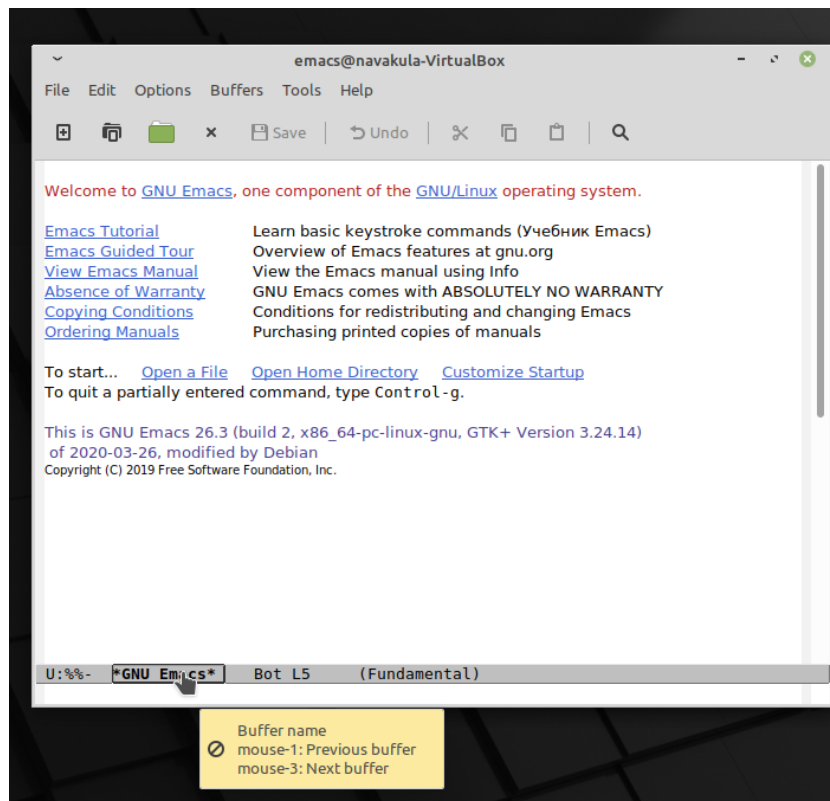 emacs@navakula-VirtualBox
File Edit Options Buffers Tools Help
Save Undo
Welcome to GNU Emacs, one component of the GNU/Linux operating system.
Emacs Tutorial Learn basic keystroke commands (Учебник Emacs)
Emacs Guided Tour Overview of Emacs features at gnu.org
View Emacs Manual View the Emacs manual using Info
Absence of Warranty GNU Emacs comes with ABSOLUTELY NO WARRANTY
Copying Conditions Conditions for redistributing and changing Emacs
Ordering Manuals Purchasing printed copies of manuals
To start... Open a File Open Home Directory Customize Startup
To quit a partially entered command, type Control-g.
This is GNU Emacs 26.3 (build 2, x86_64-pc-linux-gnu, GTK+ Version 3.24.14)
of 2020-03-26, modified by Debian
Copyright (C) 2019 Free Software Foundation, Inc.
U:%%- *GNU Emacs* Bot L5 (Fundamental)
Buffer name
mouse-1: Previous buffer
mouse-3: Next buffer